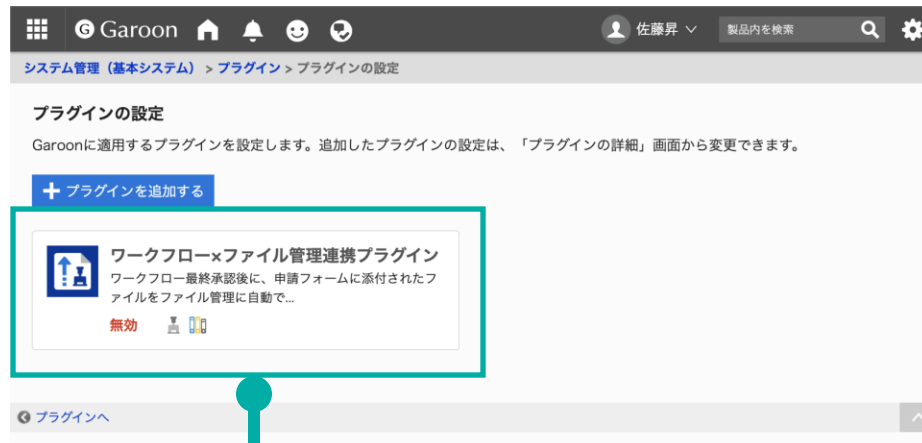 Garoon 佐藤昇 製品内を検索
システム管理（基本システム） > プラグイン > プラグインの設定
プラグインの設定
Garoonに適用するプラグインを設定します。追加したプラグインの設定は、「プラグインの詳細」画面から変更できます。
プラグインを追加する
ワークフロー×ファイル管理連携プラグイン
ワークフロー最終承認後に、申請フォームに添付されたフ
ァイルをファイル管理に自動で...
無効
プラグインへ